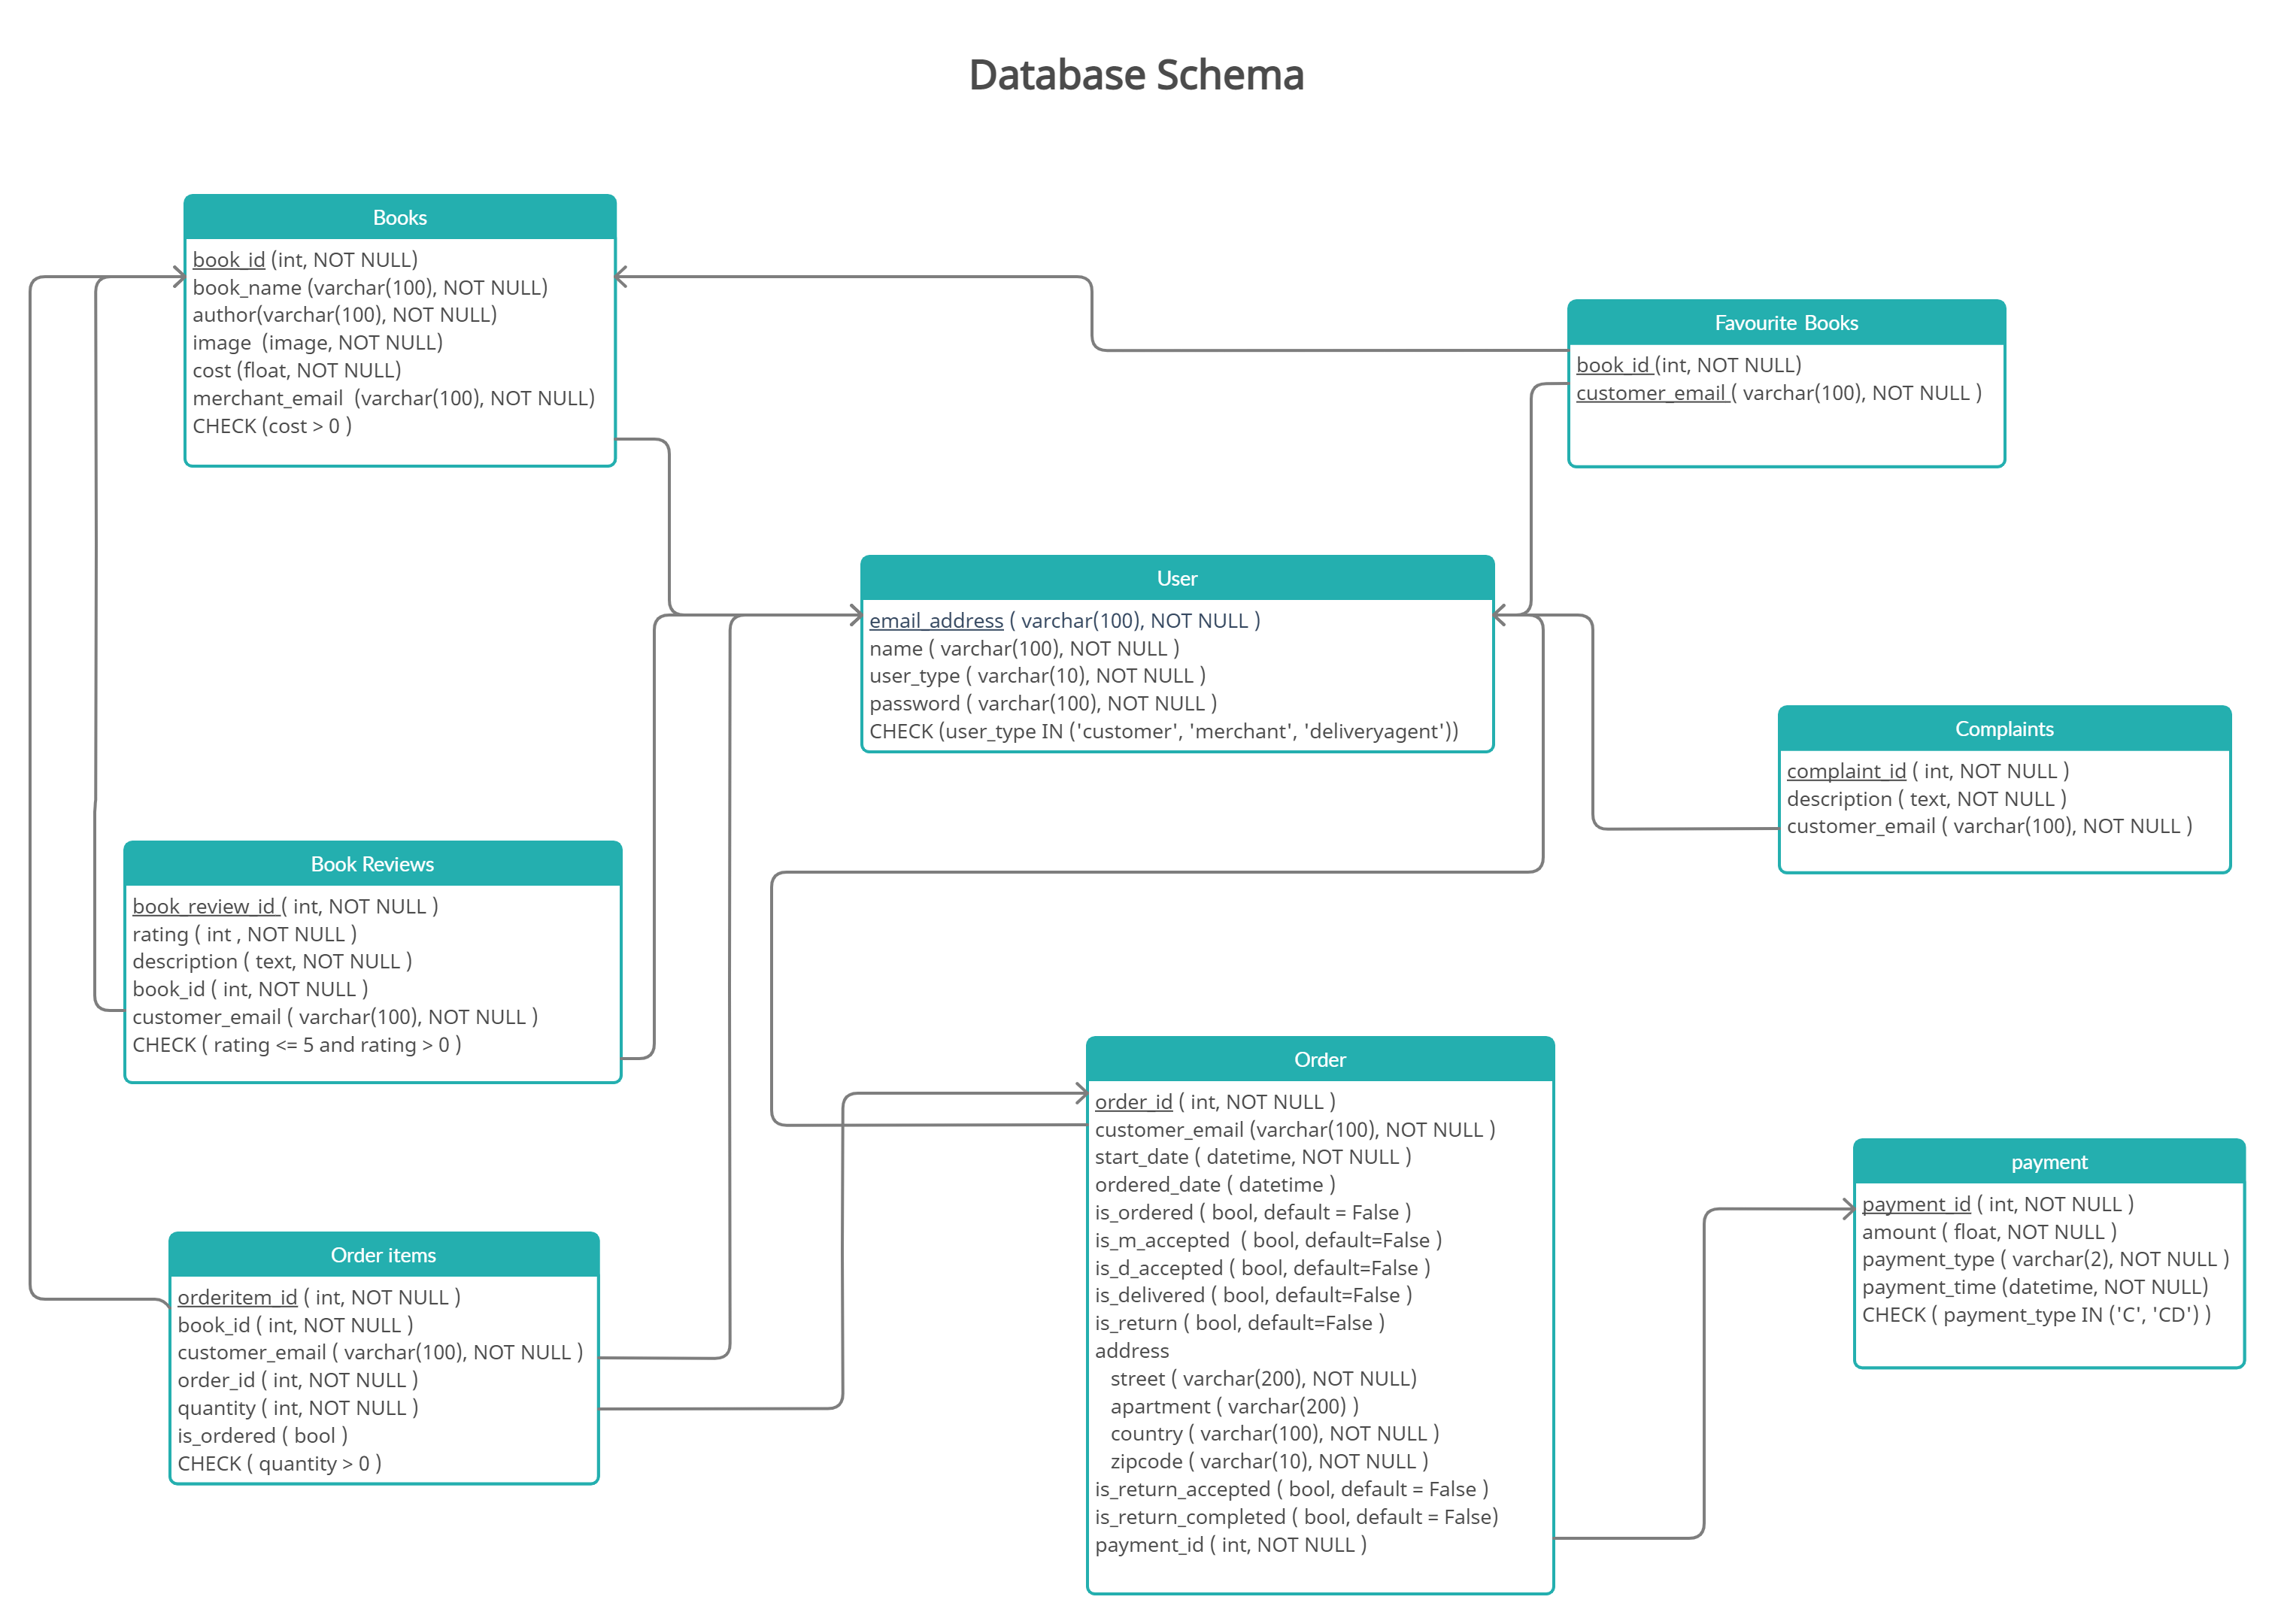 Database Schema
Books
book_id (int, NOT NULL)
book_name (varchar(100), NOT NULL)
author(varchar(100), NOT NULL)
image  (image, NOT NULL)
cost (float, NOT NULL)
merchant_email  (varchar(100), NOT NULL)
CHECK (cost > 0 )
Favourite Books
book_id (int, NOT NULL)
customer_email ( varchar(100), NOT NULL )
User
email_address ( varchar(100), NOT NULL )
name ( varchar(100), NOT NULL )
user_type ( varchar(10), NOT NULL )
password ( varchar(100), NOT NULL )
CHECK (user_type IN ('customer', 'merchant', 'deliveryagent'))
Complaints
complaint_id ( int, NOT NULL )
description ( text, NOT NULL )
customer_email ( varchar(100), NOT NULL )
Book Reviews
book_review_id ( int, NOT NULL )
rating ( int , NOT NULL )
description ( text, NOT NULL )
book_id ( int, NOT NULL )
customer_email ( varchar(100), NOT NULL )
CHECK ( rating <= 5 and rating > 0 )
Order
order_id ( int, NOT NULL )
customer_email (varchar(100), NOT NULL )
start_date ( datetime, NOT NULL )
ordered_date ( datetime )
is_ordered ( bool, default = False )
is_m_accepted  ( bool, default=False )
is_d_accepted ( bool, default=False )
is_delivered ( bool, default=False )
is_return ( bool, default=False )
address
street ( varchar(200), NOT NULL)
apartment ( varchar(200) )
country ( varchar(100), NOT NULL )
zipcode ( varchar(10), NOT NULL )
is_return_accepted ( bool, default = False )
is_return_completed ( bool, default = False)
payment_id ( int, NOT NULL )
payment
payment_id ( int, NOT NULL )
amount ( float, NOT NULL )
payment_type ( varchar(2), NOT NULL )
payment_time (datetime, NOT NULL)
CHECK ( payment_type IN ('C', 'CD') )
Order items
orderitem_id ( int, NOT NULL )
book_id ( int, NOT NULL )
customer_email ( varchar(100), NOT NULL )
order_id ( int, NOT NULL )
quantity ( int, NOT NULL )
is_ordered ( bool )
CHECK ( quantity > 0 )